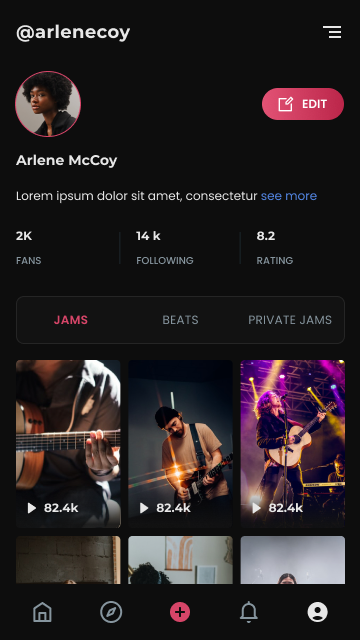 @arlenecoy
EDIT
Arlene McCoy
Lorem ipsum dolor sit amet, consectetur see more
2K 14 k 8.2
FANS FOLLOWING RATING
JAMS BEATS PRIVATE JAMS
82.4k 82.4k 82.4k